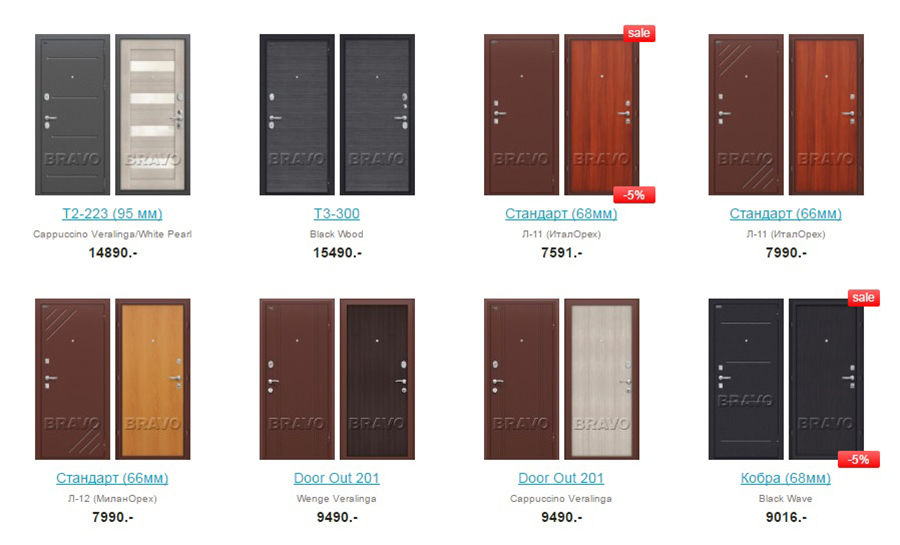 sale
BRAVO BRAVO
BRAVO BRAVO
BRAVO BRAVO
BRAVO BRAVO
-5%
Т2-223 (95 мм)
Т3-300
Стандарт (68мм)
Стандарт (66мм)
Cappuccino Veralinga/White Pearl
Black Wood
Л-11 (ИталОрех)
Л-11 (ИталОрех)
14890.-
15490.-
7591.-
7990.-
sale
BRAVO BRAVO
BRAVO BRAVO
BRAVO BRAVO
BRAVO BRAVO
-5%
Стандарт (66мм)
Door Out 201
Door Out 201
Кобра (68мм)
Л-12 (МиланОрех)
Wenge Veralinga
Cappuccino Veralinga
Black Wave
7990.-
9490.-
9490.-
9016.-